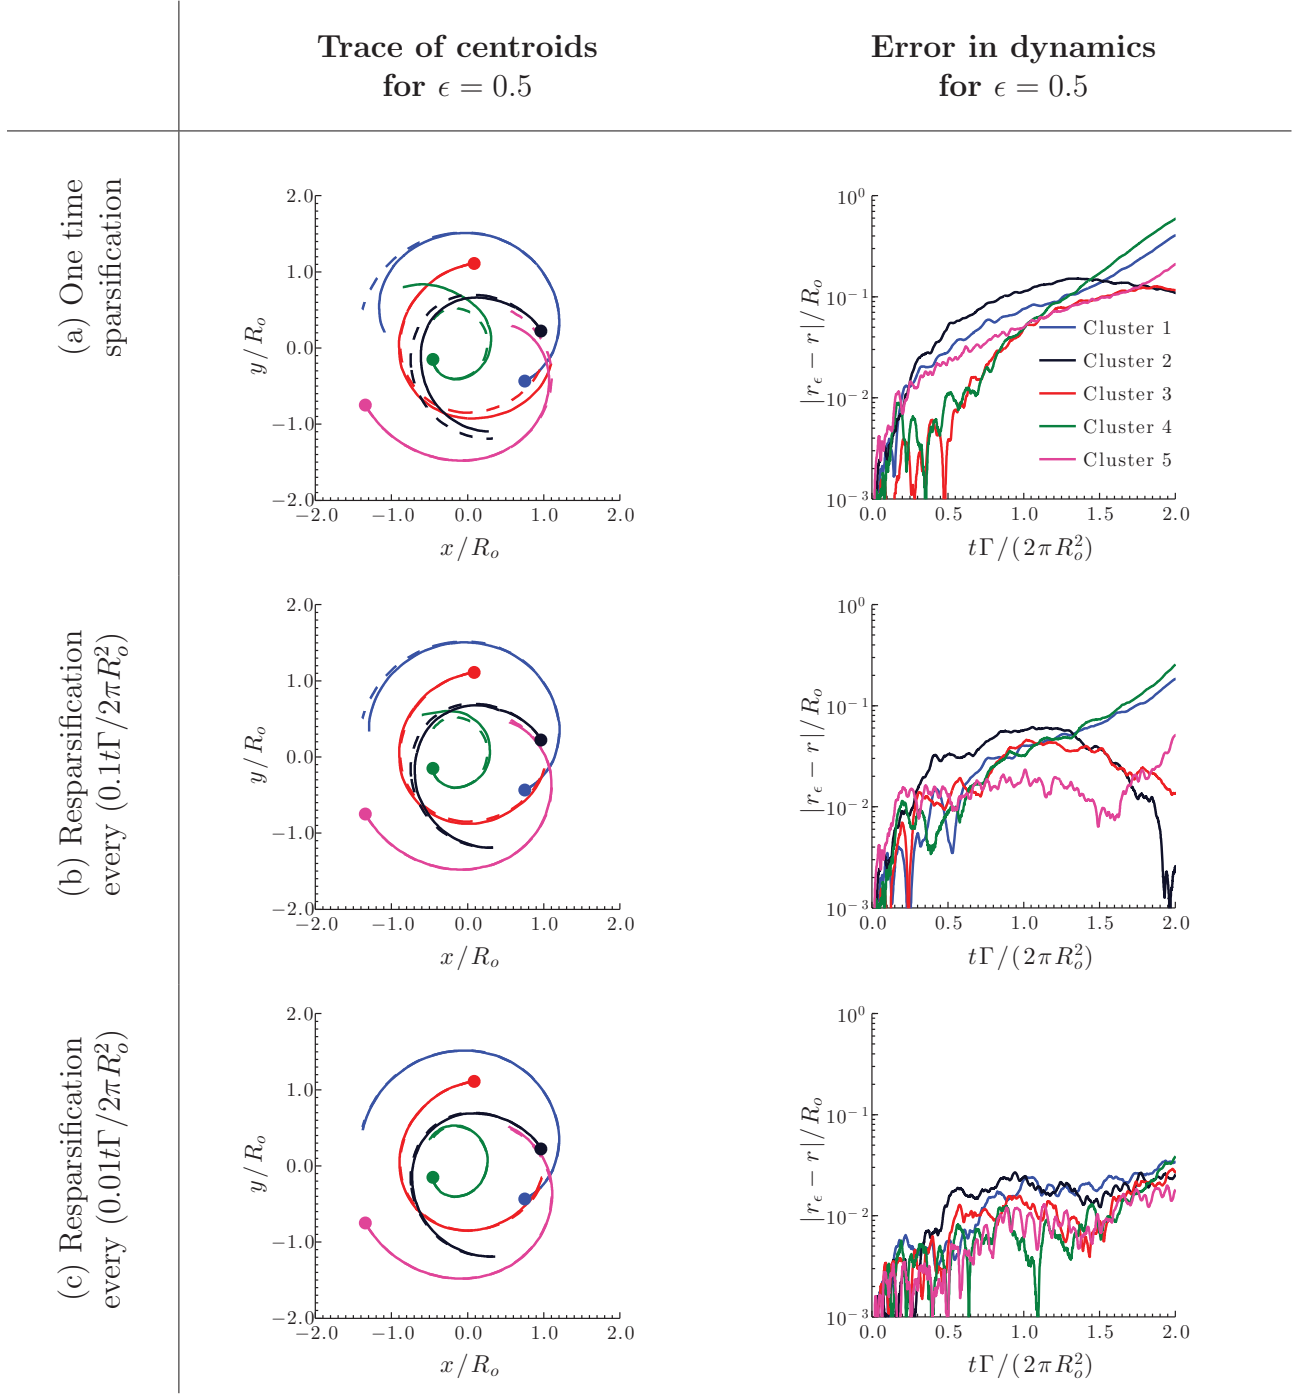 Trace of centroids
for ϵ = 0.5
Error in dynamics
for ϵ = 0.5
(a) One time
sparsification
2.0
1.0
0.0
−1.0
−2.0
y/R_o
−2.0 −1.0 0.0 1.0 2.0
x/R_o
10^0
10^−1
10^−2
10^−3
|r_ϵ − r|/R_o
Cluster 1
Cluster 2
Cluster 3
Cluster 4
Cluster 5
0.0 0.5 1.0 1.5 2.0
tΓ/(2πR_o^2)
(b) Resparsification
every (0.1tΓ/2πR_o^2)
2.0
1.0
0.0
−1.0
−2.0
y/R_o
−2.0 −1.0 0.0 1.0 2.0
x/R_o
10^0
10^−1
10^−2
10^−3
|r_ϵ − r|/R_o
0.0 0.5 1.0 1.5 2.0
tΓ/(2πR_o^2)
(c) Resparsification
every (0.01tΓ/2πR_o^2)
2.0
1.0
0.0
−1.0
−2.0
y/R_o
−2.0 −1.0 0.0 1.0 2.0
x/R_o
10^0
10^−1
10^−2
10^−3
|r_ϵ − r|/R_o
0.0 0.5 1.0 1.5 2.0
tΓ/(2πR_o^2)